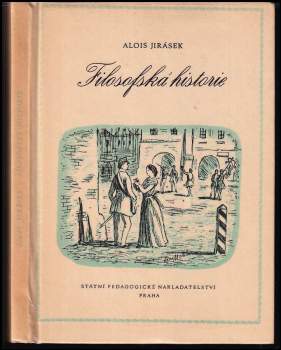 ALOIS JIRÁSEK
Filosofská historie
STÁTNÍ PEDAGOGICKÉ NAKLADATELSTVÍ
PRAHA